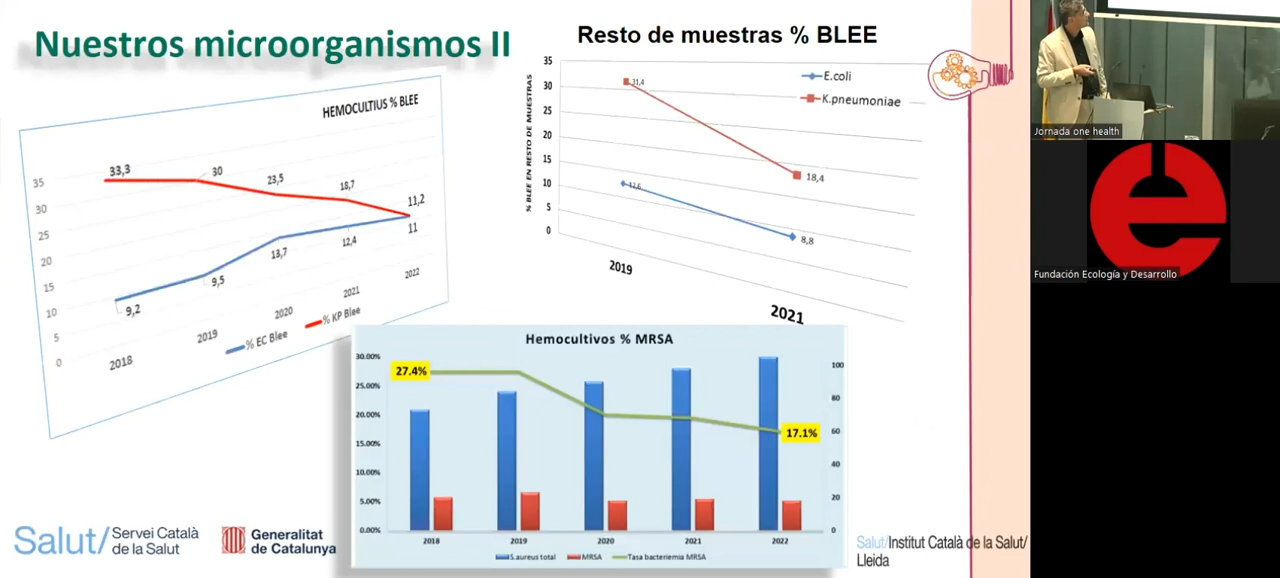 Nuestros microorganismos II
HEMOCULTIUS % BLEE
35
30
25
20
15
10
5
0
33,3
30
23,5
18,7
11,2
9,2
9,5
13,7
12,4
11
2018
2019
2020
2021
2022
% EC Blee
% KP Blee
Resto de muestras % BLEE
% BLEE EN RESTO DE MUESTRAS
35
30
25
20
15
10
5
0
E.coli
K.pneumoniae
31,4
18,4
12,6
8,8
2019
2021
Hemocultivos % MRSA
30.00%
25.00%
20.00%
15.00%
10.00%
5.00%
0.00%
27.4%
17.1%
100
80
60
40
20
0
2018
2019
2020
2021
2022
S.aureus total
MRSA
Tasa bacteriemia MRSA
Salut/ Servei Català
de la Salut
Generalitat
de Catalunya
Salut/Institut Català de la Salut/
Lleida
Jornada one health
Fundación Ecología y Desarrollo